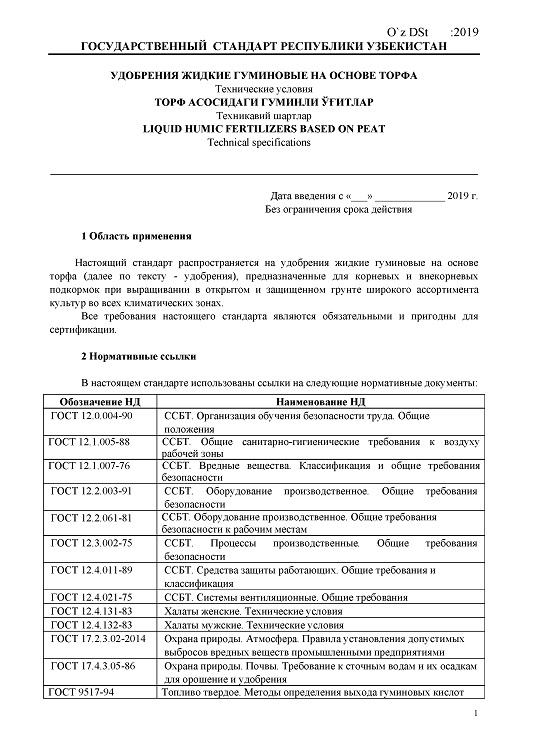 O`z DSt :2019
ГОСУДАРСТВЕННЫЙ СТАНДАРТ РЕСПУБЛИКИ УЗБЕКИСТАН
УДОБРЕНИЯ ЖИДКИЕ ГУМИНОВЫЕ НА ОСНОВЕ ТОРФА
Технические условия
ТОРФ АСОСИДАГИ ГУМИНЛИ ЎҒИТЛАР
Техникавий шартлар
LIQUID HUMIC FERTILIZERS BASED ON PEAT
Technical specifications
Дата введения с «___» _____________ 2019 г.
Без ограничения срока действия
1 Область применения
Настоящий стандарт распространяется на удобрения жидкие гуминовые на основе
торфа (далее по тексту - удобрения), предназначенные для корневых и внекорневых
подкормок при выращивании в открытом и защищенном грунте широкого ассортимента
культур во всех климатических зонах.
Все требования настоящего стандарта являются обязательными и пригодны для
сертификации.
2 Нормативные ссылки
В настоящем стандарте использованы ссылки на следующие нормативные документы:
Обозначение НД Наименование НД
ГОСТ 12.0.004-90 ССБТ. Организация обучения безопасности труда. Общие
положения
ГОСТ 12.1.005-88 ССБТ. Общие санитарно-гигиенические требования к воздуху
рабочей зоны
ГОСТ 12.1.007-76 ССБТ. Вредные вещества. Классификация и общие требования
безопасности
ГОСТ 12.2.003-91 ССБТ. Оборудование производственное. Общие требования
безопасности
ГОСТ 12.2.061-81 ССБТ. Оборудование производственное. Общие требования
безопасности к рабочим местам
ГОСТ 12.3.002-75 ССБТ. Процессы производственные. Общие требования
безопасности
ГОСТ 12.4.011-89 ССБТ. Средства защиты работающих. Общие требования и
классификация
ГОСТ 12.4.021-75 ССБТ. Системы вентиляционные. Общие требования
ГОСТ 12.4.131-83 Халаты женские. Технические условия
ГОСТ 12.4.132-83 Халаты мужские. Технические условия
ГОСТ 17.2.3.02-2014 Охрана природы. Атмосфера. Правила установления допустимых
выбросов вредных веществ промышленными предприятиями
ГОСТ 17.4.3.05-86 Охрана природы. Почвы. Требование к сточным водам и их осадкам
для орошение и удобрения
ГОСТ 9517-94 Топливо твердое. Методы определения выхода гуминовых кислот
1